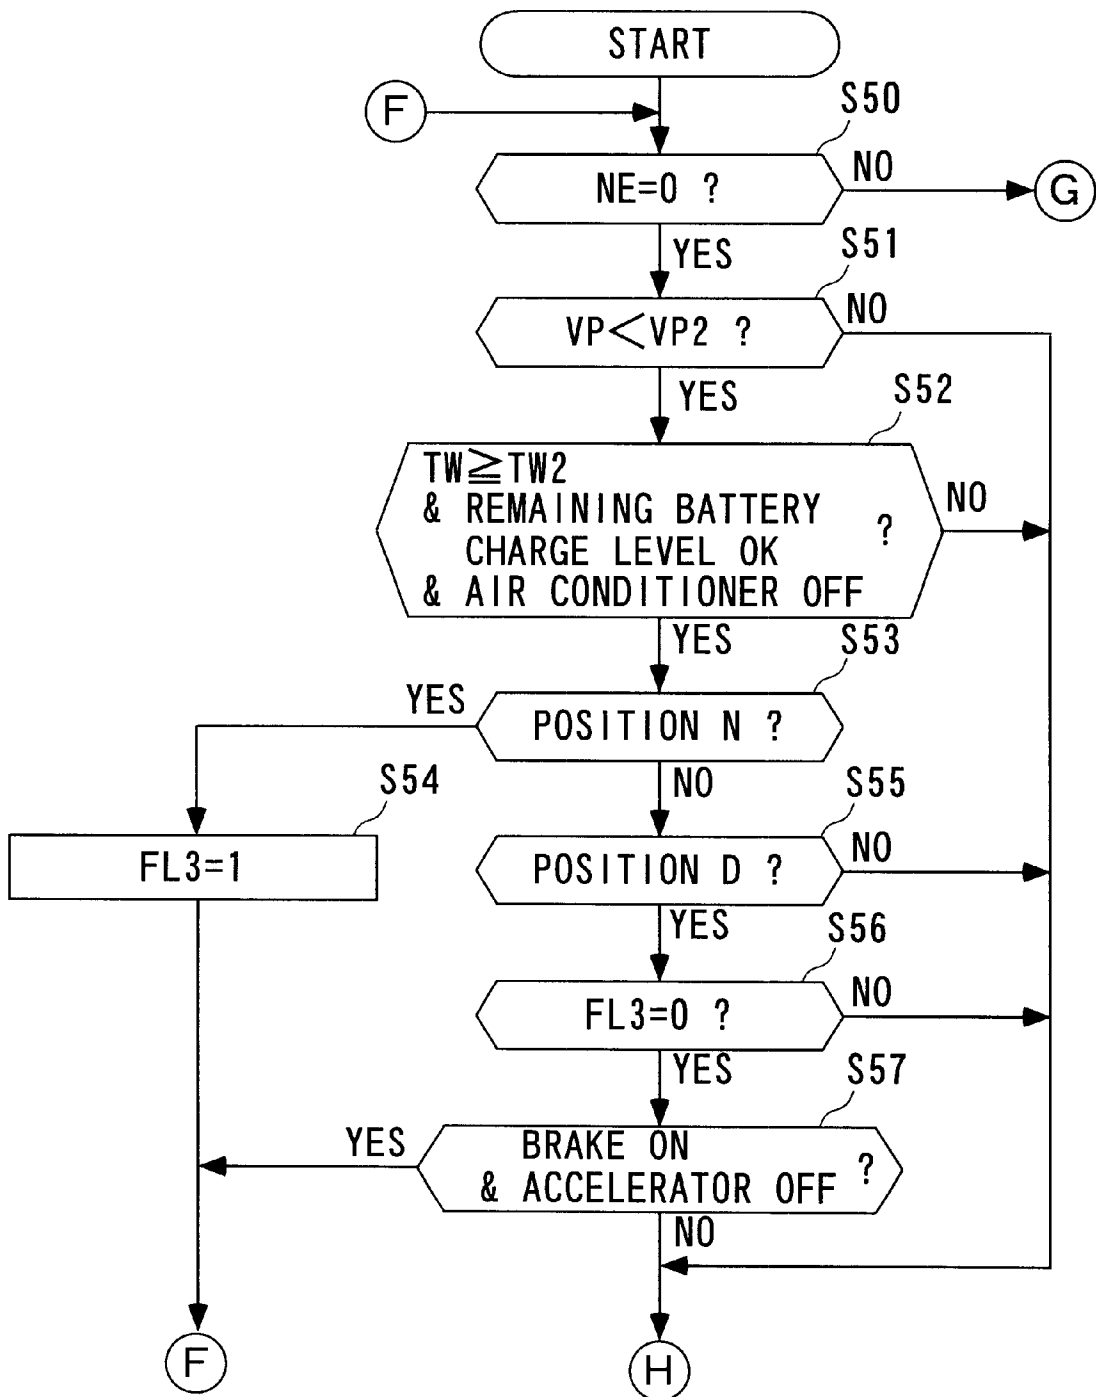 START
F
S50
NE=0 ?
NO
G
YES
S51
VP<VP2 ?
NO
YES
S52
TW≧TW2
& REMAINING BATTERY
CHARGE LEVEL OK
& AIR CONDITIONER OFF
?
NO
YES
S53
YES
POSITION N ?
NO
S54
FL3=1
S55
POSITION D ?
NO
YES
S56
FL3=0 ?
NO
YES
S57
YES
BRAKE ON
& ACCELERATOR OFF
?
NO
F
H